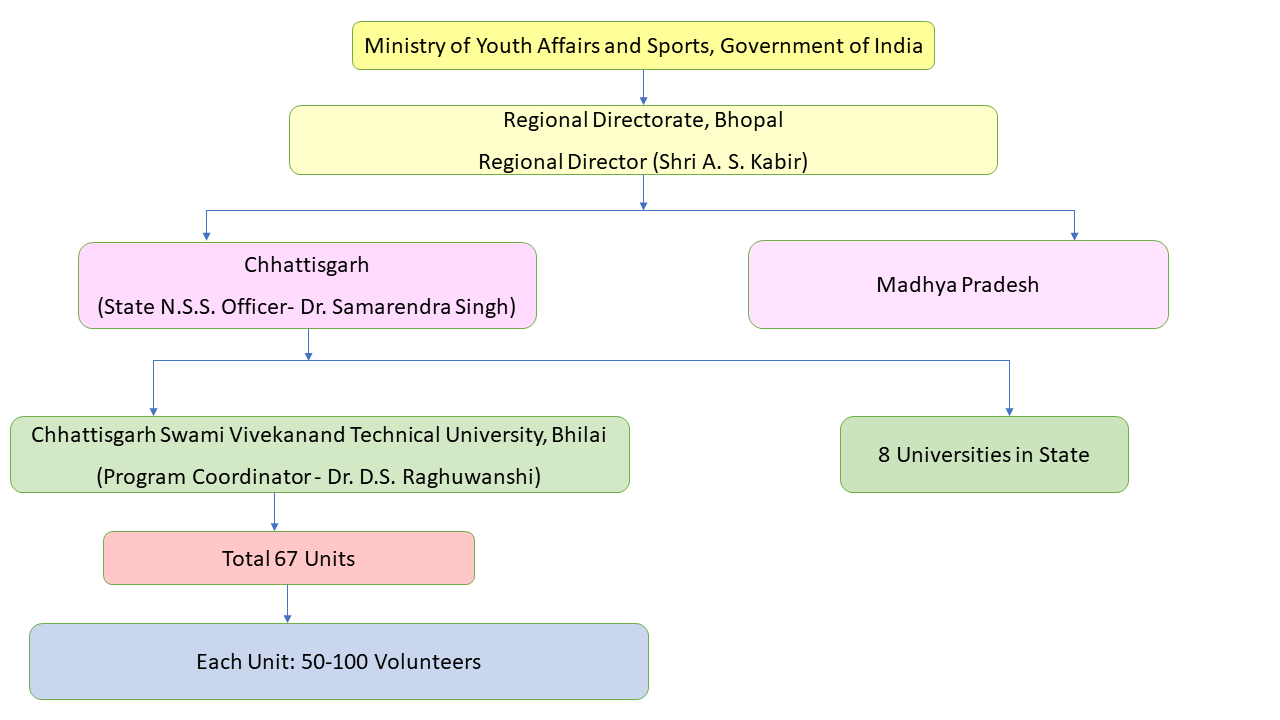 Ministry of Youth Affairs and Sports, Government of India
Regional Directorate, Bhopal
Regional Director (Shri A. S. Kabir)
Chhattisgarh
(State N.S.S. Officer- Dr. Samarendra Singh)
Madhya Pradesh
Chhattisgarh Swami Vivekanand Technical University, Bhilai
(Program Coordinator - Dr. D.S. Raghuwanshi)
8 Universities in State
Total 67 Units
Each Unit: 50-100 Volunteers